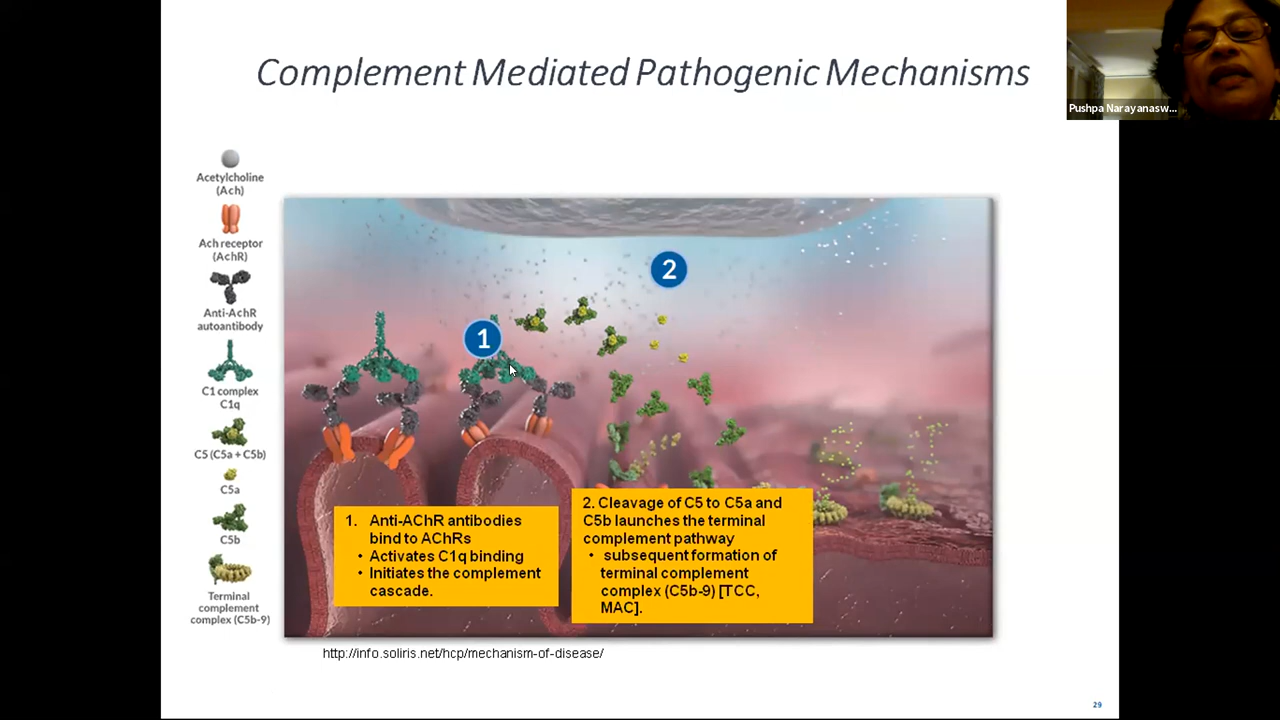 Complement Mediated Pathogenic Mechanisms
Pushpa Narayanasw...
Acetylcholine
(Ach)
Ach receptor
(AchR)
Anti-AchR
autoantibody
C1 complex
C1q
C5 (C5a + C5b)
C5a
C5b
Terminal
complement
complex (C5b-9)
1
2
1. Anti-AChR antibodies
bind to AChRs
• Activates C1q binding
• Initiates the complement
cascade.
2. Cleavage of C5 to C5a and
C5b launches the terminal
complement pathway
• subsequent formation of
terminal complement
complex (C5b-9) [TCC,
MAC].
http://info.soliris.net/hcp/mechanism-of-disease/
29